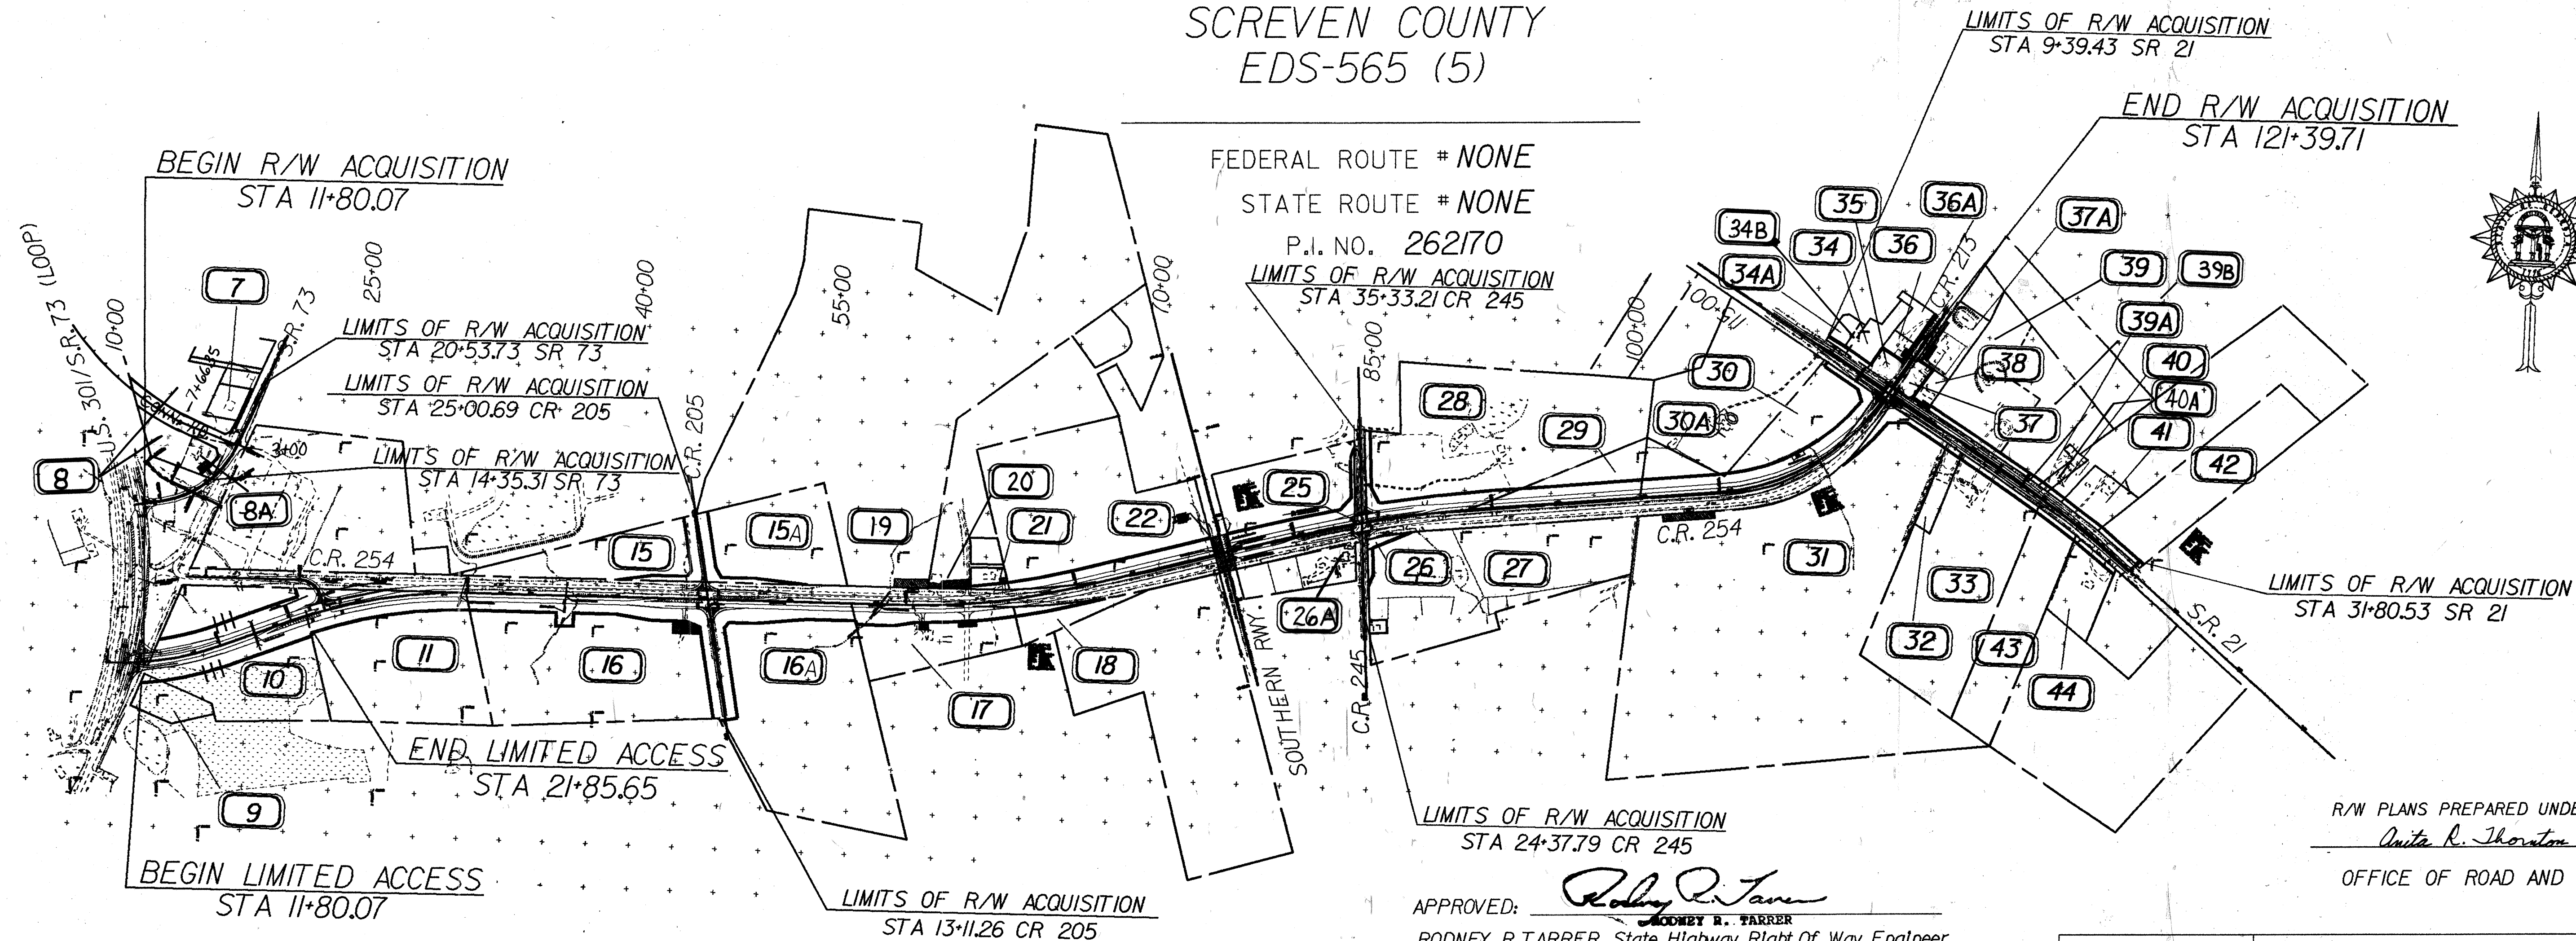 SCREVEN COUNTY
EDS-565 (5)
FEDERAL ROUTE # NONE
STATE ROUTE # NONE
P.I. NO. 262170
LIMITS OF R/W ACQUISITION
STA 9+39.43 SR 21
END R/W ACQUISITION
STA 121+39.71
BEGIN R/W ACQUISITION
STA 11+80.07
LIMITS OF R/W ACQUISITION
STA 35+33.21 CR 245
LIMITS OF R/W ACQUISITION
STA 20+53.73 SR 73
LIMITS OF R/W ACQUISITION
STA 25+00.69 CR 205
LIMITS OF R/W ACQUISITION
STA 14+35.31 SR 73
U.S. 301/S.R. 73 (LOOP)
10+00
7
S.R. 73
25+00
40+00
55+00
70+00
85+00
100+00
115+00
C.R. 205
C.R. 213
3+00
8
8A
C.R. 254
15
15A
19
20
21
22
25
28
29
30A
30
34A
34B
34
35
36
36A
37A
39
39B
39A
38
40
40A
41
42
37
10
11
16
16A
17
18
26A
26
27
C.R. 254
31
32
33
43
44
9
SOUTHERN RWY.
C.R. 245
S.R. 21
LIMITS OF R/W ACQUISITION
STA 31+80.53 SR 21
END LIMITED ACCESS
STA 21+85.65
BEGIN LIMITED ACCESS
STA 11+80.07
LIMITS OF R/W ACQUISITION
STA 13+11.26 CR 205
LIMITS OF R/W ACQUISITION
STA 24+37.79 CR 245
APPROVED: Rodney R. Tarrer
RODNEY R. TARRER
RODNEY R. TARRER, State Highway Right Of Way Engineer
R/W PLANS PREPARED UNDE
Anita R. Thornton
OFFICE OF ROAD AND